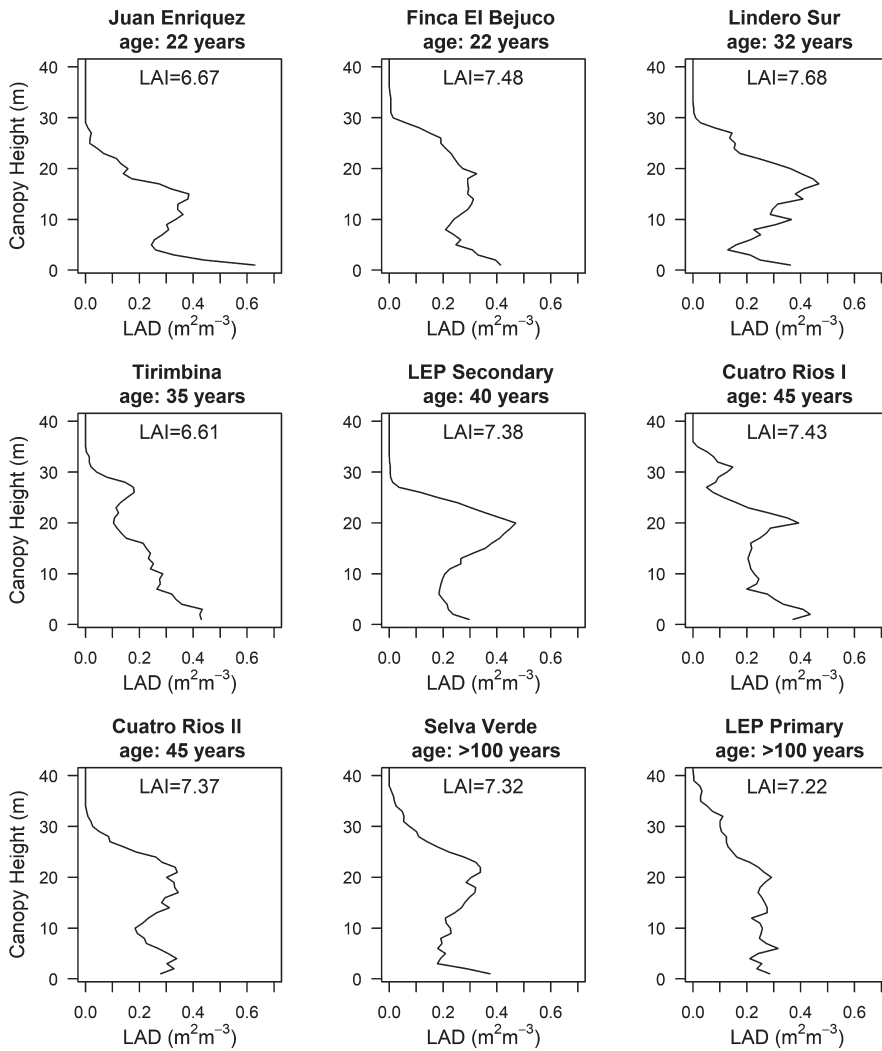 Juan Enriquez
age: 22 years
LAI=6.67
Canopy Height (m)
40
30
20
10
0
0.0 0.2 0.4 0.6
LAD (m²m⁻³)
Finca El Bejuco
age: 22 years
LAI=7.48
40
30
20
10
0
0.0 0.2 0.4 0.6
LAD (m²m⁻³)
Lindero Sur
age: 32 years
LAI=7.68
40
30
20
10
0
0.0 0.2 0.4 0.6
LAD (m²m⁻³)
Tirimbina
age: 35 years
LAI=6.61
Canopy Height (m)
40
30
20
10
0
0.0 0.2 0.4 0.6
LAD (m²m⁻³)
LEP Secondary
age: 40 years
LAI=7.38
40
30
20
10
0
0.0 0.2 0.4 0.6
LAD (m²m⁻³)
Cuatro Rios I
age: 45 years
LAI=7.43
40
30
20
10
0
0.0 0.2 0.4 0.6
LAD (m²m⁻³)
Cuatro Rios II
age: 45 years
LAI=7.37
Canopy Height (m)
40
30
20
10
0
0.0 0.2 0.4 0.6
LAD (m²m⁻³)
Selva Verde
age: >100 years
LAI=7.32
40
30
20
10
0
0.0 0.2 0.4 0.6
LAD (m²m⁻³)
LEP Primary
age: >100 years
LAI=7.22
40
30
20
10
0
0.0 0.2 0.4 0.6
LAD (m²m⁻³)